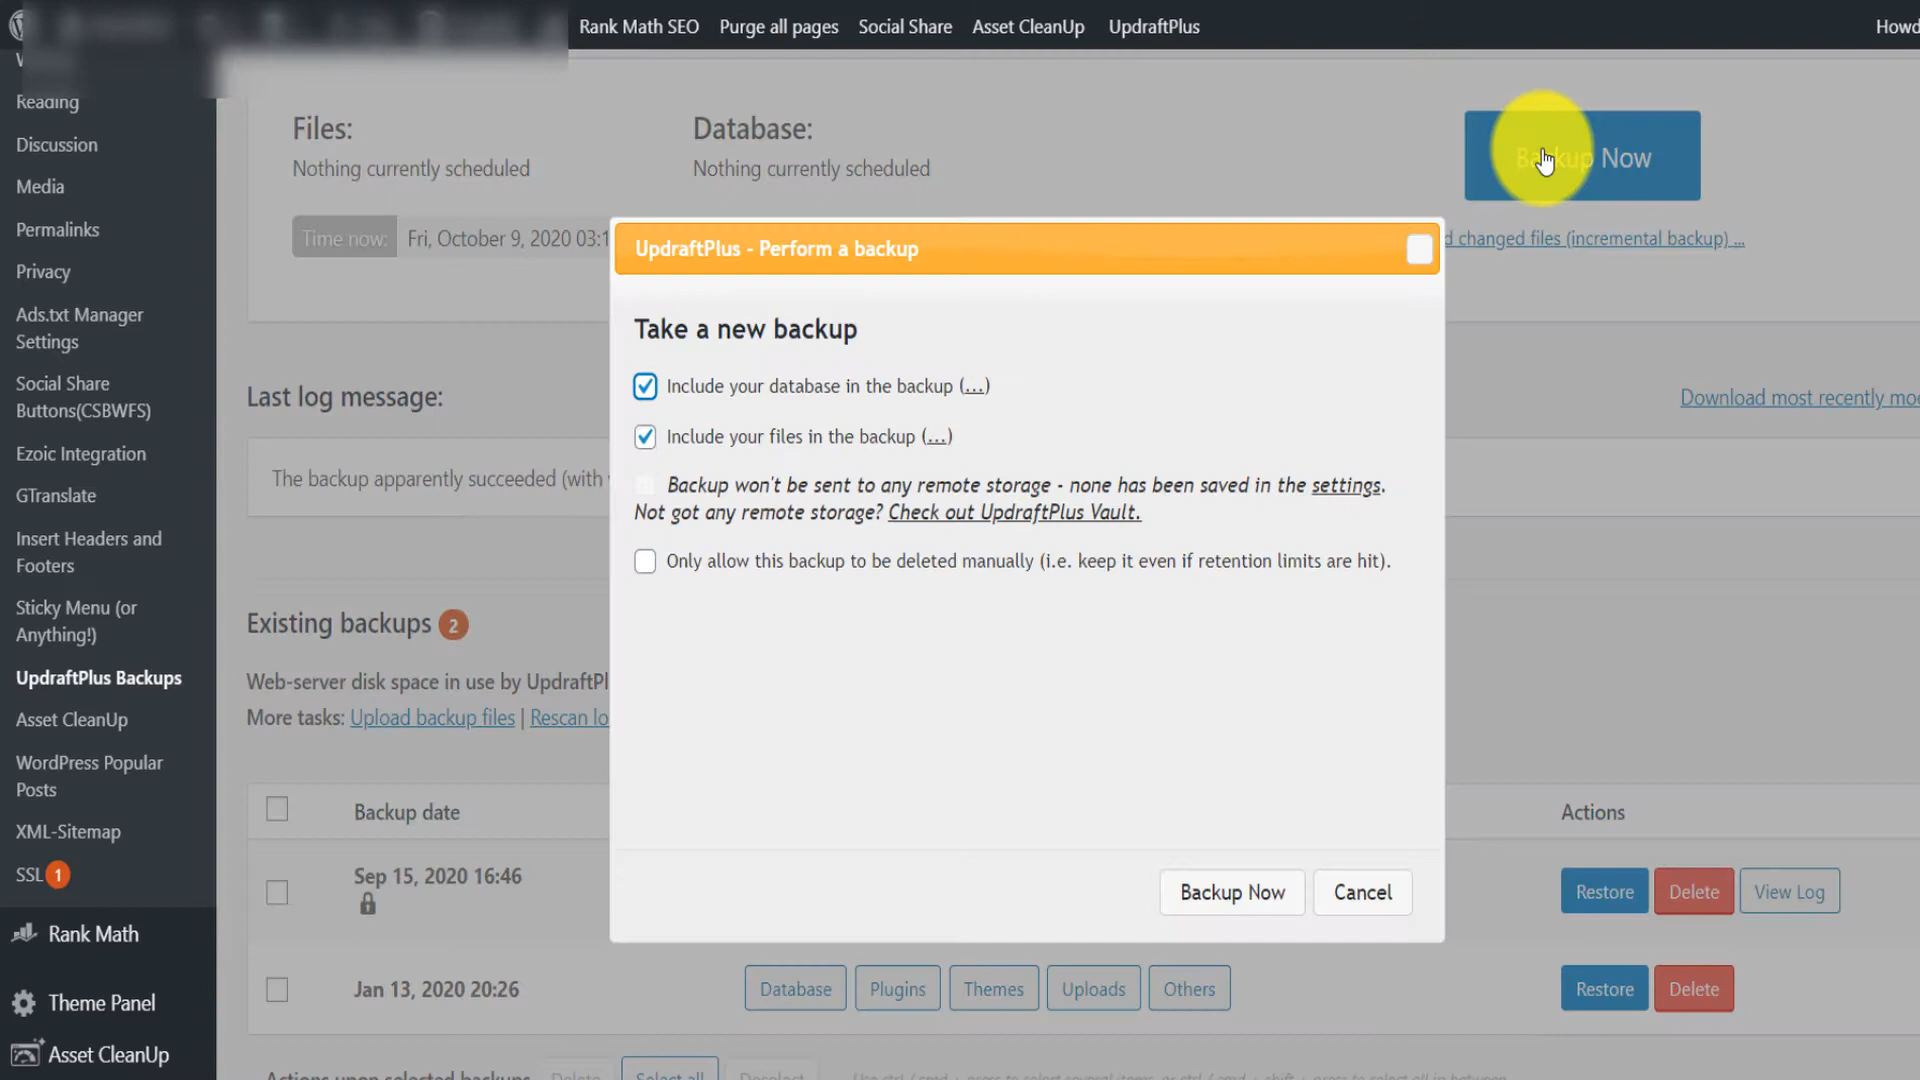 Rank Math SEO Purge all pages Social Share Asset CleanUp UpdraftPlus
Reading
Discussion
Media
Permalinks
Privacy
Ads.txt Manager
Settings
Social Share
Buttons(CSBWFS)
Ezoic Integration
GTranslate
Insert Headers and
Footers
Sticky Menu (or
Anything!)
UpdraftPlus Backups
Asset CleanUp
WordPress Popular
Posts
XML-Sitemap
SSL 1
Rank Math
Theme Panel
Asset CleanUp
Files:
Nothing currently scheduled
Database:
Nothing currently scheduled
Backup Now
Time now: Fri, October 9, 2020
changed files (incremental backup) ...
UpdraftPlus - Perform a backup
Take a new backup
Include your database in the backup (...)
Include your files in the backup (...)
Backup won't be sent to any remote storage - none has been saved in the settings.
Not got any remote storage? Check out UpdraftPlus Vault.
Only allow this backup to be deleted manually (i.e. keep it even if retention limits are hit).
Backup Now
Cancel
Last log message:
Download most recently
The backup apparently succeeded (with
Existing backups 2
Web-server disk space in use by
More tasks: Upload backup files | Rescan
Backup date
Actions
Sep 15, 2020 16:46
Restore Delete View Log
Jan 13, 2020 20:26
Database Plugins Themes Uploads Others
Restore Delete
Actions upon selected backups Delete Select all Deselect